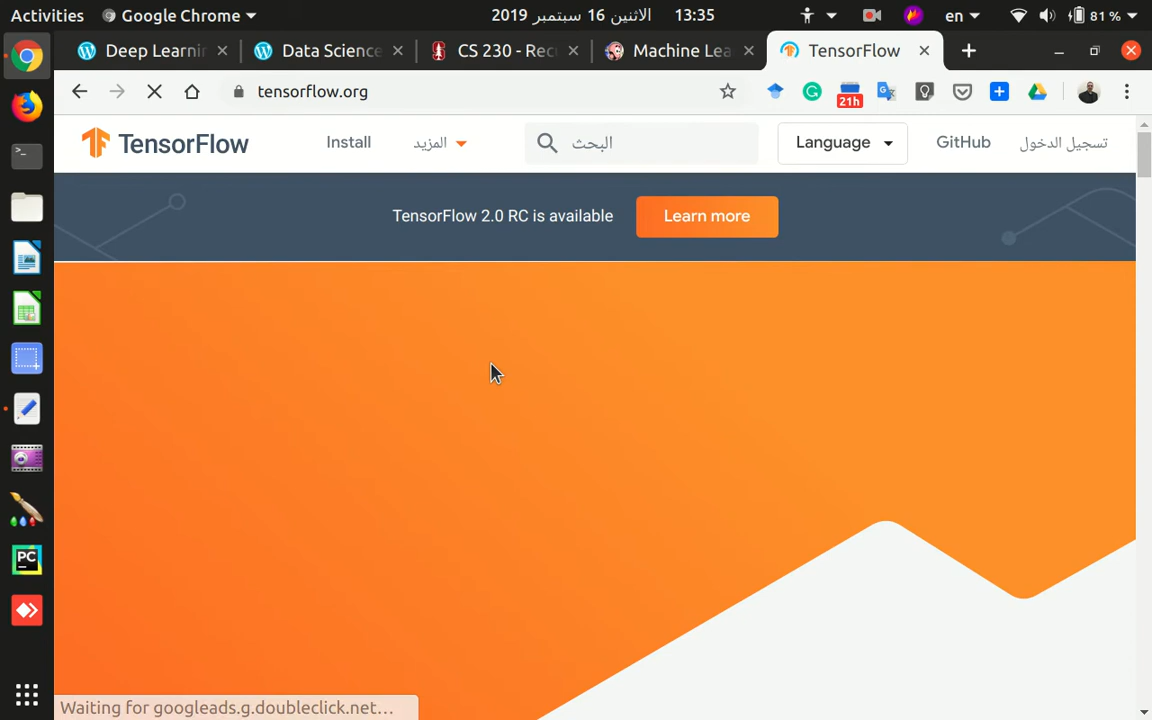 Activities
Google Chrome
الاثنين 16 سبتمبر 2019
13:35
en
81 %
Deep Learnin
Data Science
CS 230 - Rec
Machine Lea
TensorFlow
tensorflow.org
21h
TensorFlow
Install
المزيد
البحث
Language
GitHub
تسجيل الدخول
TensorFlow 2.0 RC is available
Learn more
PC
Waiting for googleads.g.doubleclick.net...